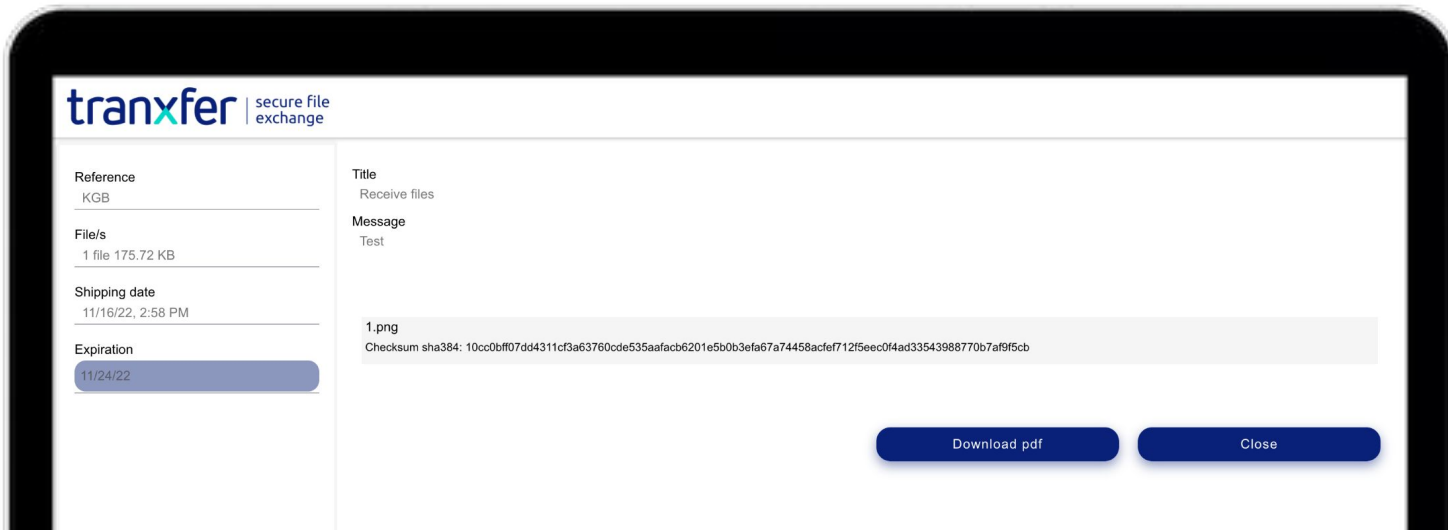 tranxfer
secure file
exchange
Reference
KGB
File/s
1 file 175.72 KB
Shipping date
11/16/22, 2:58 PM
Expiration
11/24/22
Title
Receive files
Message
Test
1.png
Checksum sha384: 10cc0bff07dd4311cf3a63760cde535aafacb6201e5b0b3efa67a74458acfef712f5eec0f4ad33543988770b7af9f5cb
Download pdf
Close